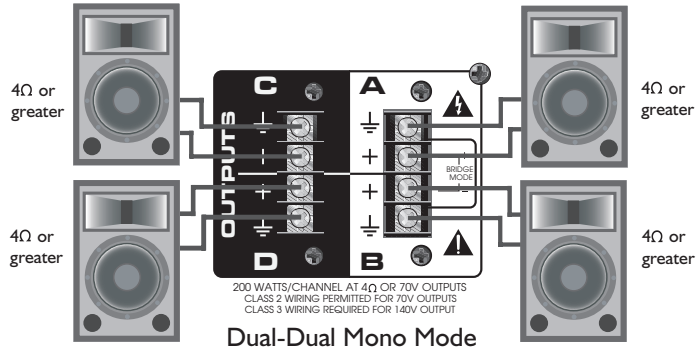 4Ω or
greater
4Ω or
greater
OUTPUTS
C
A
+
+
+
+
D
B
+
BRIDGE
MODE
-
4Ω or
greater
4Ω or
greater
200 WATTS/CHANNEL AT 4Ω OR 70V OUTPUTS
CLASS 2 WIRING PERMITTED FOR 70V OUTPUTS
CLASS 3 WIRING REQUIRED FOR 140V OUTPUT
Dual-Dual Mono Mode